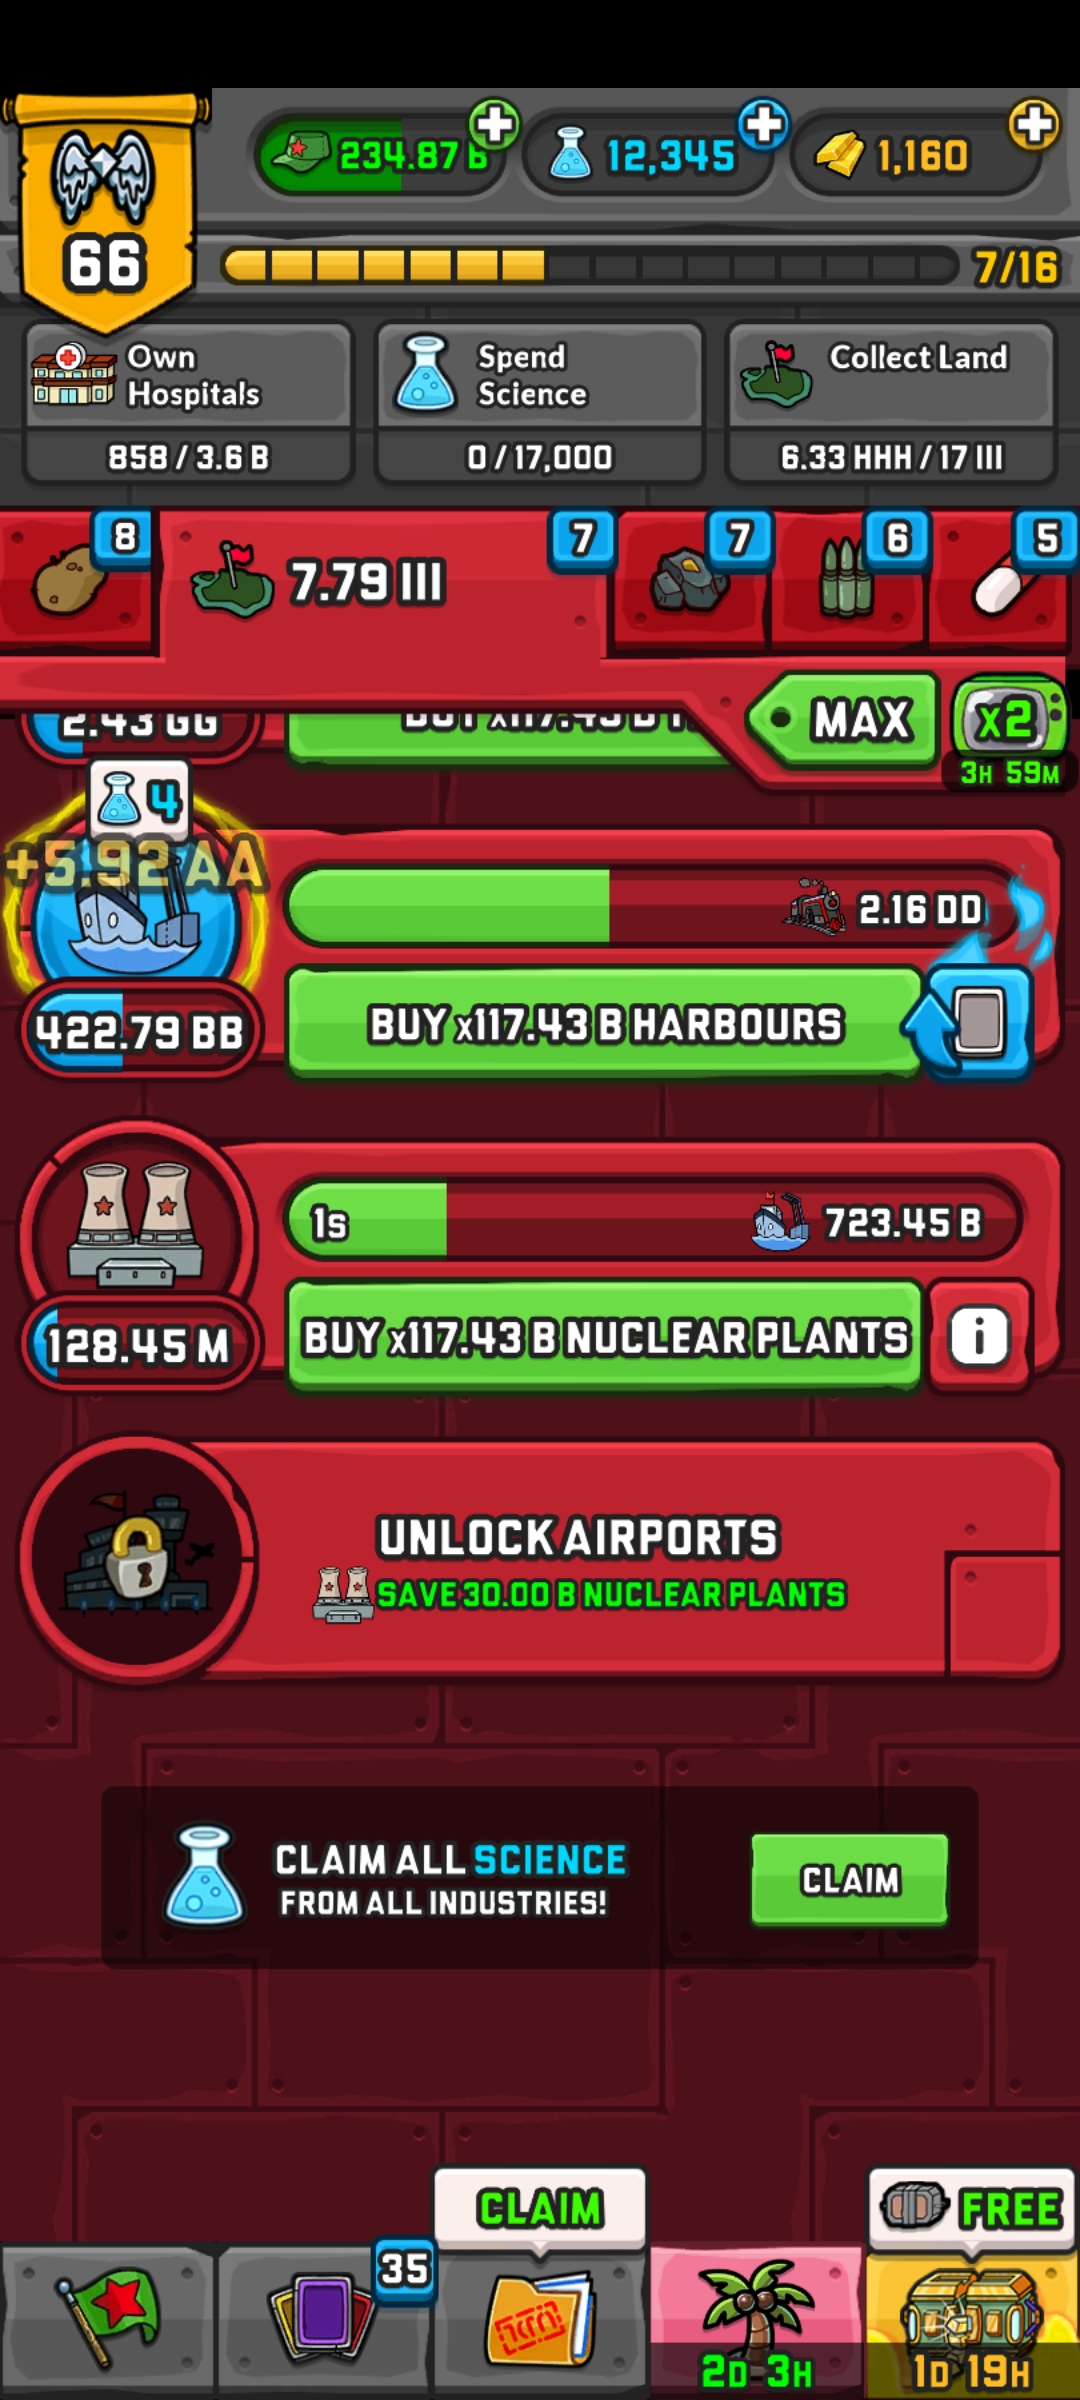 234.87 B
12,345
1,160
66
7/16
Own
Hospitals
858 / 3.6 B
Spend
Science
0 / 17,000
Collect Land
6.33 HHH / 17 III
8
7.79 III
7
7
6
5
2.43 GG
MAX
X2
3H 59M
4
+5.92 AA
2.16 DD
422.79 BB
BUY x117.43 B HARBOURS
1s
723.45 B
128.45 M
BUY x117.43 B NUCLEAR PLANTS
i
UNLOCK AIRPORTS
SAVE 30.00 B NUCLEAR PLANTS
CLAIM ALL SCIENCE
FROM ALL INDUSTRIES!
CLAIM
CLAIM
FREE
35
2D 3H
1D 19H